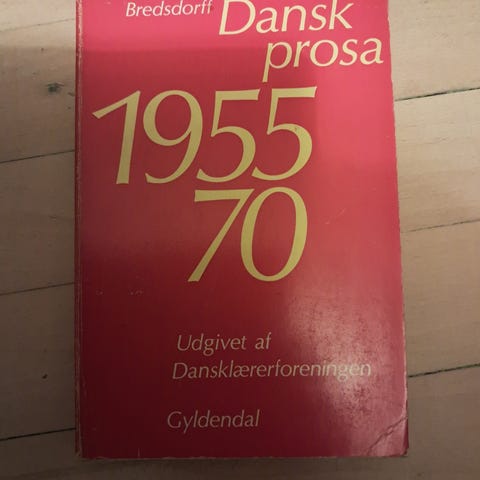 Bredsdorff Dansk
prosa
1955
70
Udgivet af
Dansklærerforeningen
Gyldendal